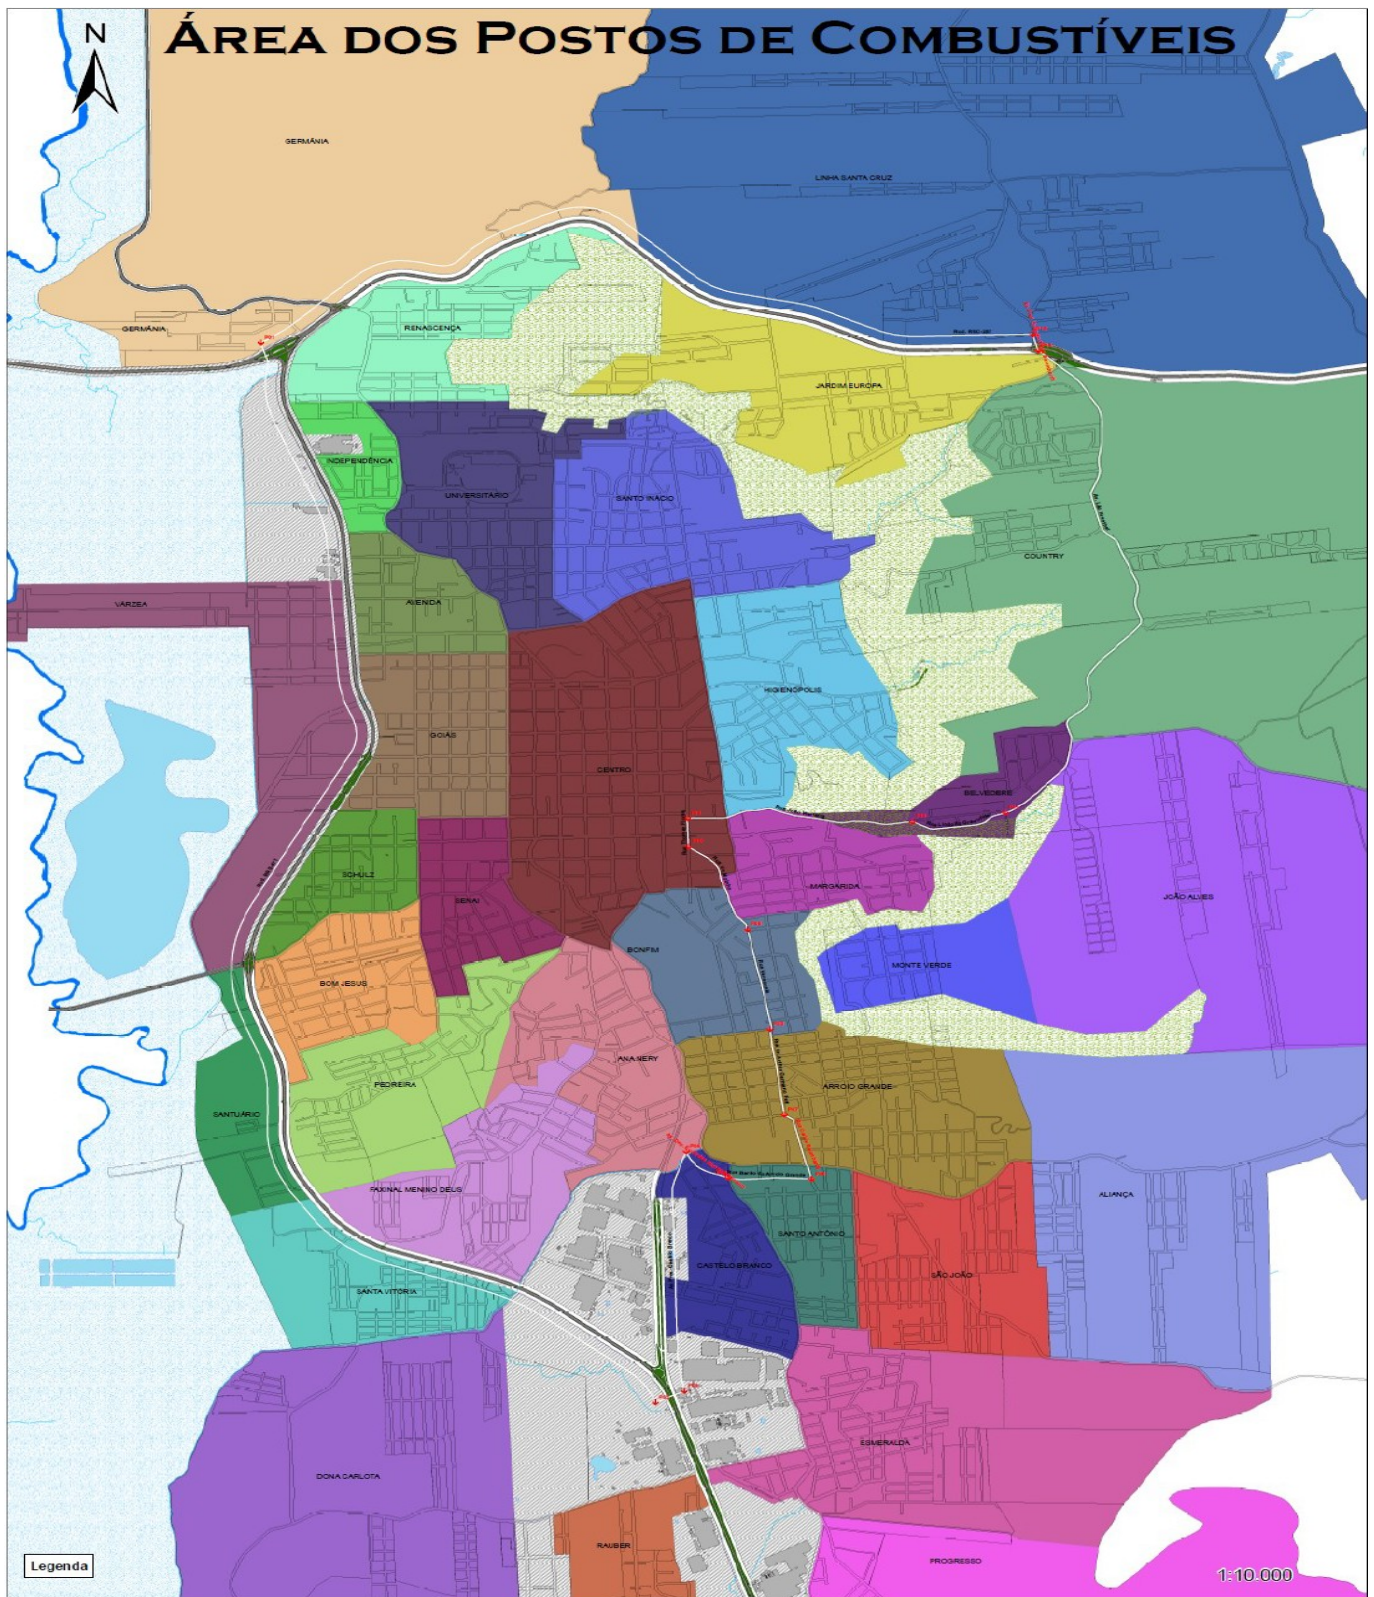 ÁREA DOS POSTOS DE COMBUSTÍVEIS
N
GERMÂNIA
LINHA SANTA CRUZ
GERMÂNIA
RENASCENÇA
JARDIM EUROPA
INDEPENDÊNCIA
UNIVERSITÁRIO
SANTO INÁCIO
COUNTRY
VÁRZEA
AVENIDA
HIGIENÓPOLIS
GOIÁS
CENTRO
BELVEDERE
SCHULZ
SENAI
MARGARIDA
JOÃO ALVES
BONFIM
MONTE VERDE
BOM JESUS
ANA NERY
PEDREIRA
ARROIO GRANDE
SANTUÁRIO
FAXINAL MENINO DEUS
ALIANÇA
SANTO ANTÔNIO
CASTELO BRANCO
SÃO JOÃO
SANTA VITÓRIA
ESMERALDA
DONA CARLOTA
RAUBER
PROGRESSO
Legenda
1:10.000